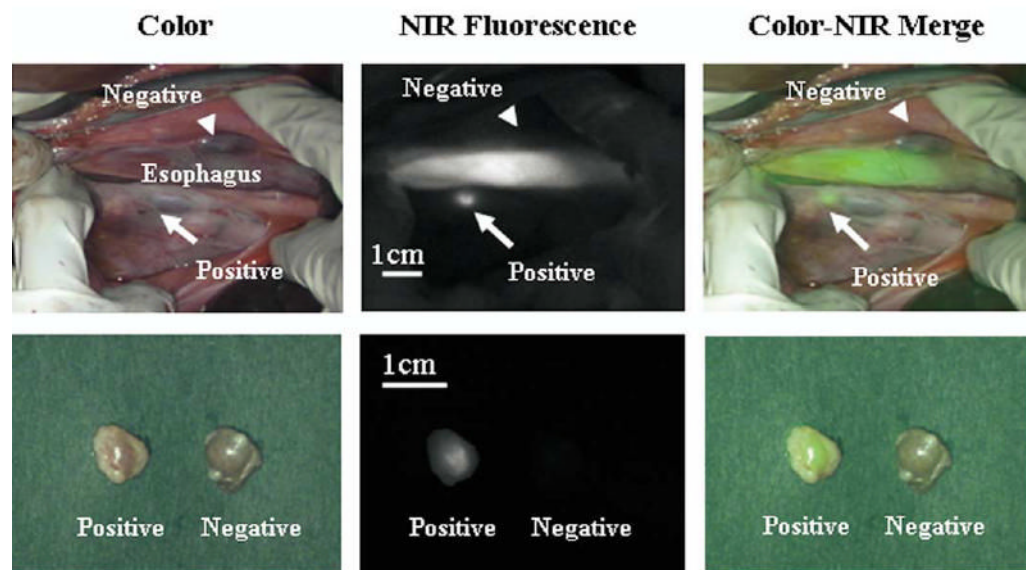 Color
NIR Fluorescence
Color-NIR Merge
Negative
Esophagus
Positive
Negative
1cm
Positive
Negative
Positive
Positive
Negative
1cm
Positive
Negative
Positive
Negative